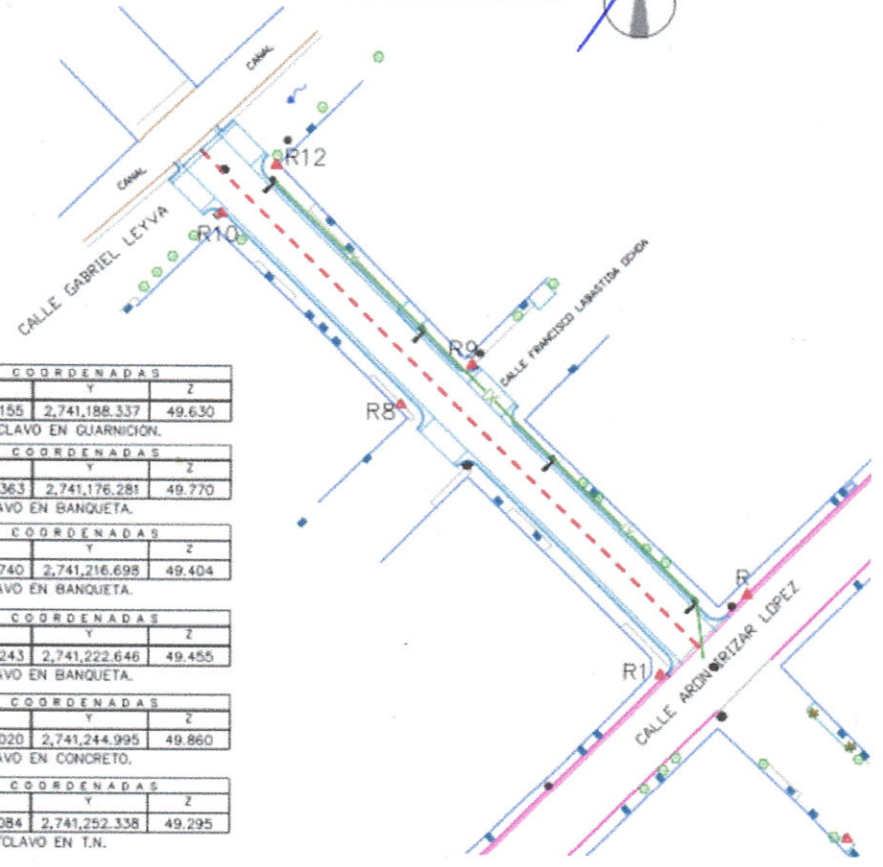 CANAL
CANAL
R12
R10
CALLE GABRIEL LEYVA
CALLE FRANCISCO LABASTIDA OCHOA
R9
R8
R
R1
CALLE ARON IRIZAR LOPEZ
COORDENADAS
Y Z
155 2,741,188.337 49.630
CLAVO EN GUARNICION.
COORDENADAS
Y Z
363 2,741,176.281 49.770
AVO EN BANQUETA.
COORDENADAS
Y Z
740 2,741,216.698 49.404
AVO EN BANQUETA.
COORDENADAS
Y Z
243 2,741,222.646 49.455
AVO EN BANQUETA.
COORDENADAS
Y Z
020 2,741,244.995 49.860
AVO EN CONCRETO.
COORDENADAS
Y Z
084 2,741,252.338 49.295
/CLAVO EN T.N.